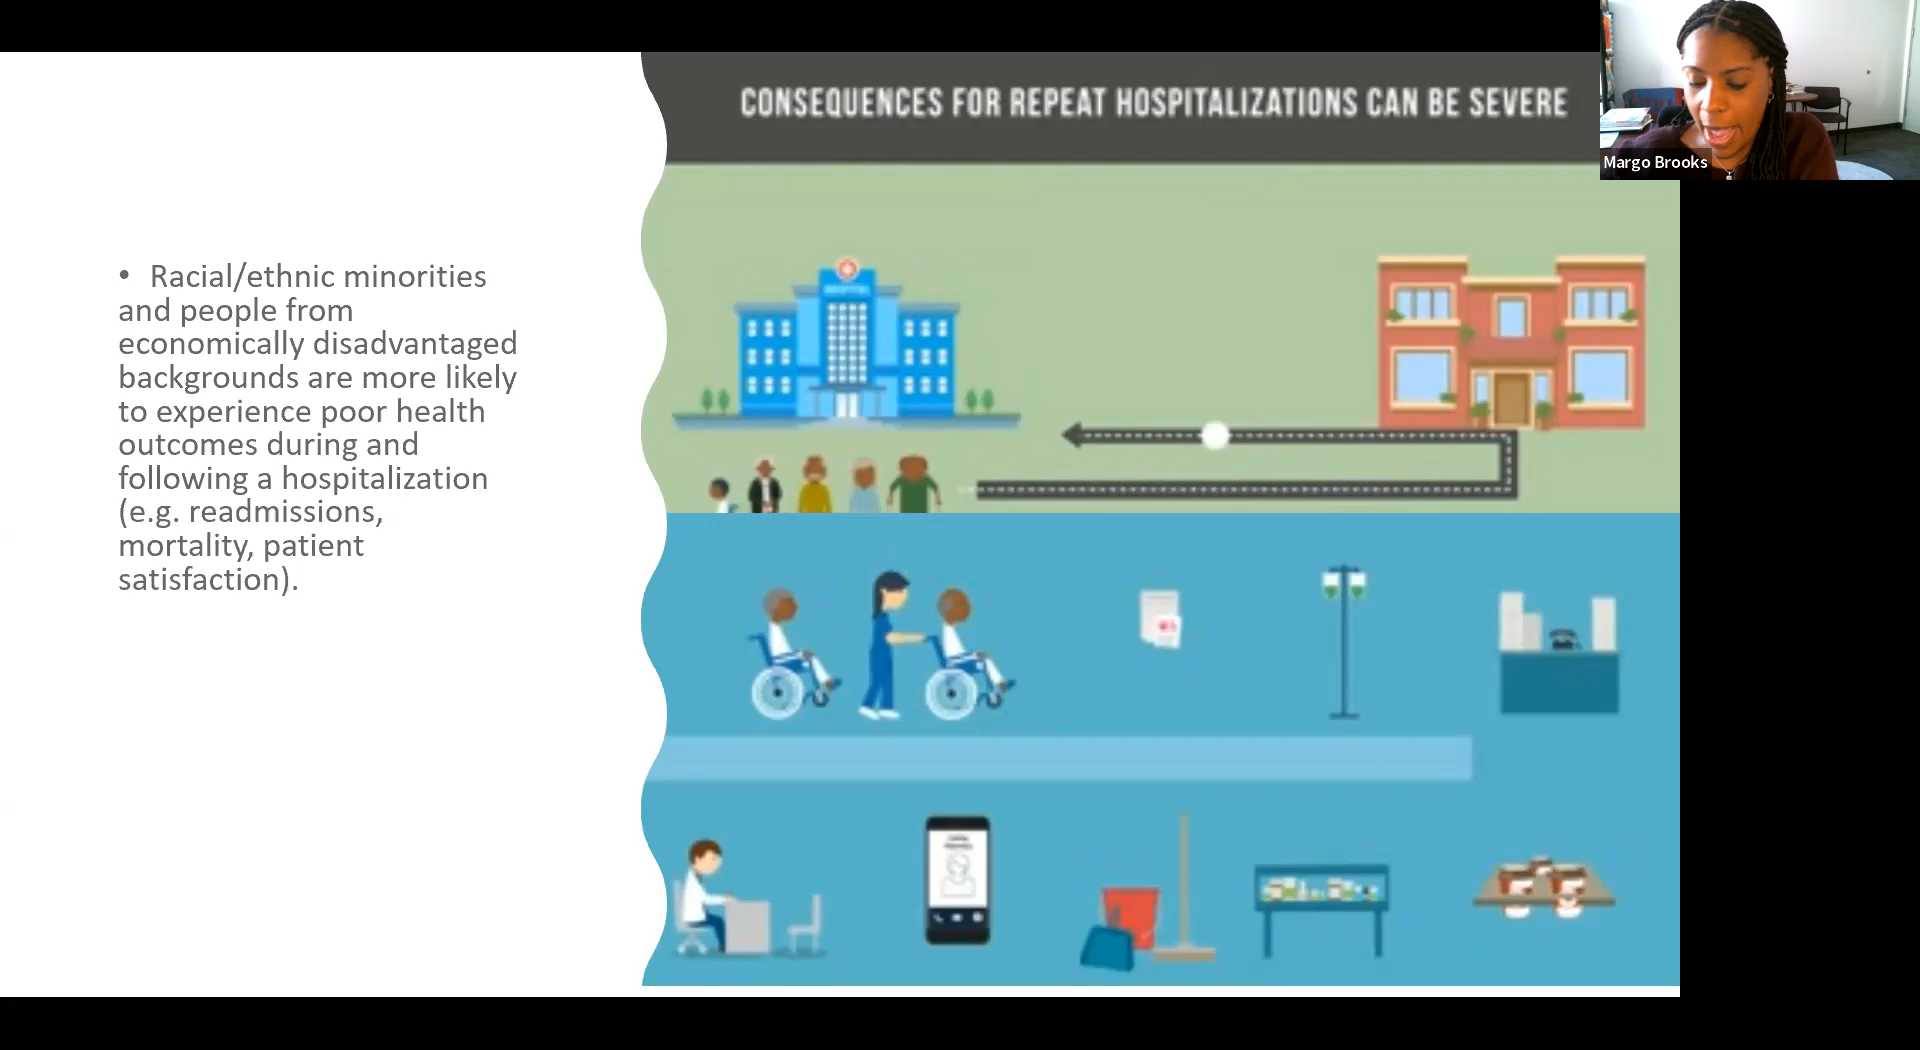 CONSEQUENCES FOR REPEAT HOSPITALIZATIONS CAN BE SEVERE
Margo Brooks
• Racial/ethnic minorities
and people from
economically disadvantaged
backgrounds are more likely
to experience poor health
outcomes during and
following a hospitalization
(e.g. readmissions,
mortality, patient
satisfaction).
HOSPITAL